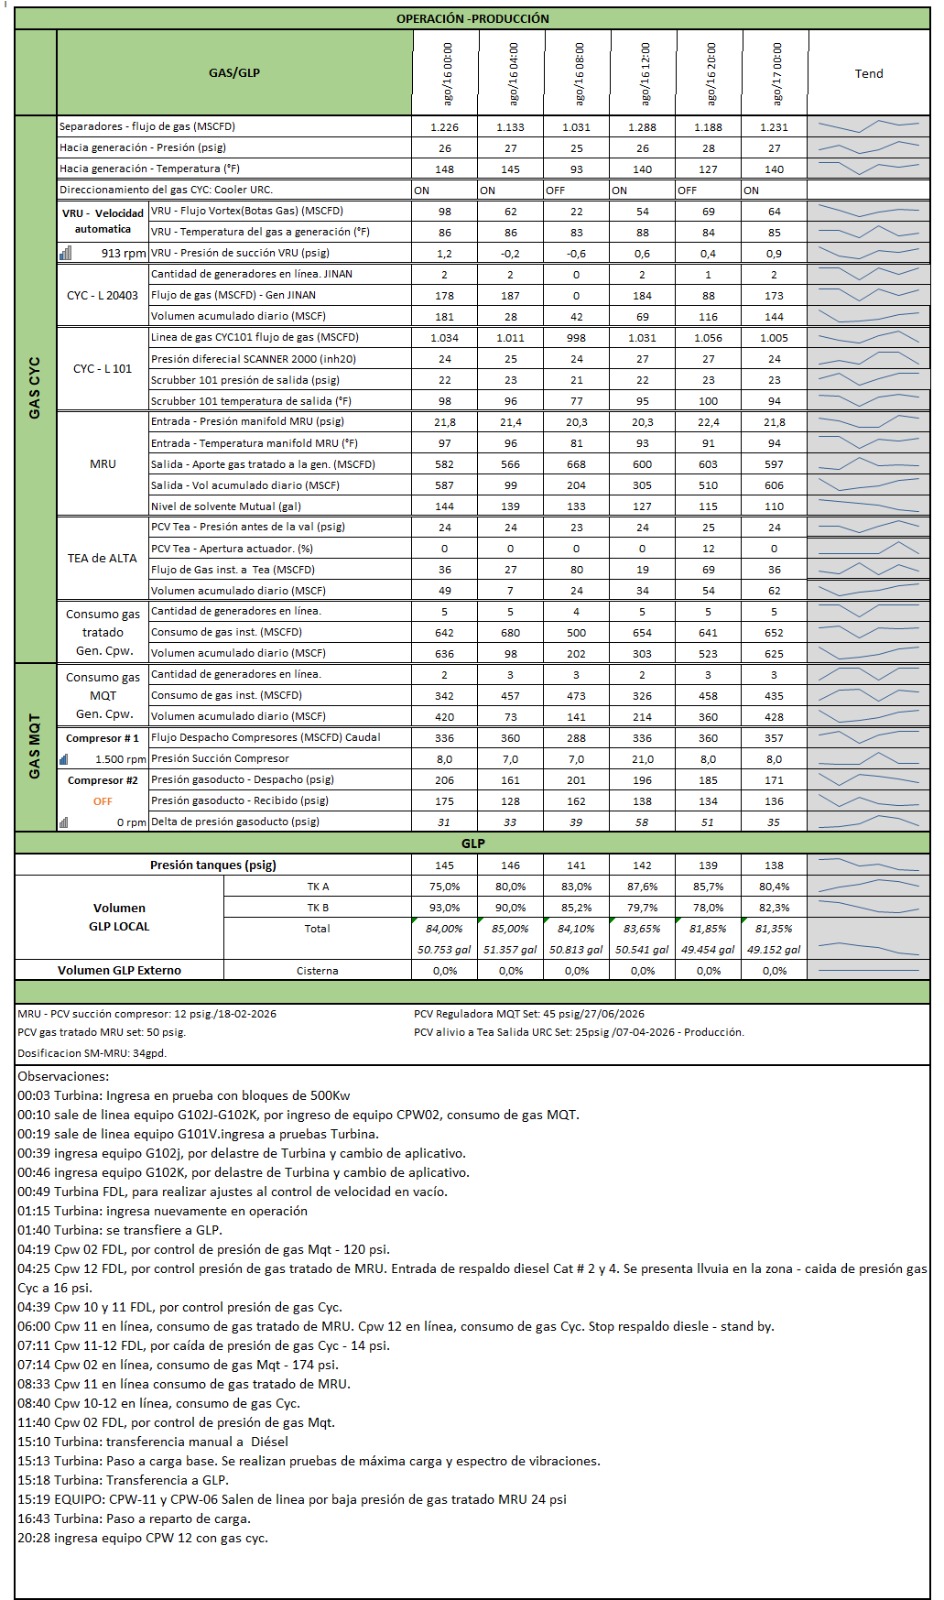 OPERACIÓN -PRODUCCIÓN
GAS/GLP ago/16 00:00 ago/16 04:00 ago/16 08:00 ago/16 12:00 ago/16 20:00 ago/17 00:00 Tend
GAS CYC
Separadores - flujo de gas (MSCFD) 1.226 1.133 1.031 1.288 1.188 1.231
Hacia generación - Presión (psig) 26 27 25 26 28 27
Hacia generación - Temperatura (°F) 148 145 93 140 127 140
Direccionamiento del gas CYC: Cooler URC. ON ON OFF ON OFF ON
VRU - Velocidad automatica
913 rpm
VRU - Flujo Vortex(Botas Gas) (MSCFD) 98 62 22 54 69 64
VRU - Temperatura del gas a generación (°F) 86 86 83 88 84 85
VRU - Presión de succión VRU (psig) 1,2 -0,2 -0,6 0,6 0,4 0,9
CYC - L 20403
Cantidad de generadores en línea. JINAN 2 2 0 2 1 2
Flujo de gas (MSCFD) - Gen JINAN 178 187 0 184 88 173
Volumen acumulado diario (MSCF) 181 28 42 69 116 144
CYC - L 101
Linea de gas CYC101 flujo de gas (MSCFD) 1.034 1.011 998 1.031 1.056 1.005
Presión diferecial SCANNER 2000 (inh20) 24 25 24 27 27 24
Scrubber 101 presión de salida (psig) 22 23 21 22 23 23
Scrubber 101 temperatura de salida (°F) 98 96 77 95 100 94
MRU
Entrada - Presión manifold MRU (psig) 21,8 21,4 20,3 20,3 22,4 21,8
Entrada - Temperatura manifold MRU (°F) 97 96 81 93 91 94
Salida - Aporte gas tratado a la gen. (MSCFD) 582 566 668 600 603 597
Salida - Vol acumulado diario (MSCF) 587 99 204 305 510 606
Nivel de solvente Mutual (gal) 144 139 133 127 115 110
TEA de ALTA
PCV Tea - Presión antes de la val (psig) 24 24 23 24 25 24
PCV Tea - Apertura actuador. (%) 0 0 0 0 12 0
Flujo de Gas inst. a Tea (MSCFD) 36 27 80 19 69 36
Volumen acumulado diario (MSCF) 49 7 24 34 54 62
Consumo gas tratado Gen. Cpw.
Cantidad de generadores en línea. 5 5 4 5 5 5
Consumo de gas inst. (MSCFD) 642 680 500 654 641 652
Volumen acumulado diario (MSCF) 636 98 202 303 523 625
GAS MQT
Consumo gas MQT Gen. Cpw.
Cantidad de generadores en línea. 2 3 3 2 3 3
Consumo de gas inst. (MSCFD) 342 457 473 326 458 435
Volumen acumulado diario (MSCF) 420 73 141 214 360 428
Compresor # 1 Flujo Despacho Compresores (MSCFD) Caudal 336 360 288 336 360 357
1.500 rpm Presión Succión Compresor 8,0 7,0 7,0 21,0 8,0 8,0
Compresor #2 Presión gasoducto - Despacho (psig) 206 161 201 196 185 171
OFF Presión gasoducto - Recibido (psig) 175 128 162 138 134 136
0 rpm Delta de presión gasoducto (psig) 31 33 39 58 51 35
GLP
Presión tanques (psig) 145 146 141 142 139 138
Volumen GLP LOCAL
TK A 75,0% 80,0% 83,0% 87,6% 85,7% 80,4%
TK B 93,0% 90,0% 85,2% 79,7% 78,0% 82,3%
Total 84,00% 85,00% 84,10% 83,65% 81,85% 81,35%
50.753 gal 51.357 gal 50.813 gal 50.541 gal 49.454 gal 49.152 gal
Volumen GLP Externo Cisterna 0,0% 0,0% 0,0% 0,0% 0,0% 0,0%
MRU - PCV succión compresor: 12 psig./18-02-2026 PCV Reguladora MQT Set: 45 psig/27/06/2026
PCV gas tratado MRU set: 50 psig. PCV alivio a Tea Salida URC Set: 25psig /07-04-2026 - Producción.
Dosificacion SM-MRU: 34gpd.
Observaciones:
00:03 Turbina: Ingresa en prueba con bloques de 500Kw
00:10 sale de linea equipo G102J-G102K, por ingreso de equipo CPW02, consumo de gas MQT.
00:19 sale de linea equipo G101V.ingresa a pruebas Turbina.
00:39 ingresa equipo G102j, por delastre de Turbina y cambio de aplicativo.
00:46 ingresa equipo G102K, por delastre de Turbina y cambio de aplicativo.
00:49 Turbina FDL, para realizar ajustes al control de velocidad en vacío.
01:15 Turbina: ingresa nuevamente en operación
01:40 Turbina: se transfiere a GLP.
04:19 Cpw 02 FDL, por control de presión de gas Mqt - 120 psi.
04:25 Cpw 12 FDL, por control presión de gas tratado de MRU. Entrada de respaldo diesel Cat # 2 y 4. Se presenta llvuia en la zona - caida de presión gas
Cyc a 16 psi.
04:39 Cpw 10 y 11 FDL, por control presión de gas Cyc.
06:00 Cpw 11 en línea, consumo de gas tratado de MRU. Cpw 12 en línea, consumo de gas Cyc. Stop respaldo diesle - stand by.
07:11 Cpw 11-12 FDL, por caída de presión de gas Cyc - 14 psi.
07:14 Cpw 02 en línea, consumo de gas Mqt - 174 psi.
08:33 Cpw 11 en línea consumo de gas tratado de MRU.
08:40 Cpw 10-12 en línea, consumo de gas Cyc.
11:40 Cpw 02 FDL, por control de presión de gas Mqt.
15:10 Turbina: transferencia manual a Diésel
15:13 Turbina: Paso a carga base. Se realizan pruebas de máxima carga y espectro de vibraciones.
15:18 Turbina: Transferencia a GLP.
15:19 EQUIPO: CPW-11 y CPW-06 Salen de linea por baja presión de gas tratado MRU 24 psi
16:43 Turbina: Paso a reparto de carga.
20:28 ingresa equipo CPW 12 con gas cyc.